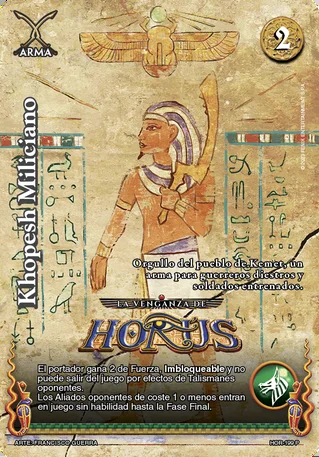 ARMA
2
Khopesh Miliciano
Orgullo del pueblo de Kemet, un
arma para guerreros diestros y
soldados entrenados.
LA VENGANZA DE
HORUS
El portador gana 2 de Fuerza, Imbloqueable y no
puede salir del juego por efectos de Talismanes
oponentes.
Los Aliados oponentes de coste 1 o menos entran
en juego sin habilidad hasta la Fase Final.
ARTE: FRANCISCO GUERRA